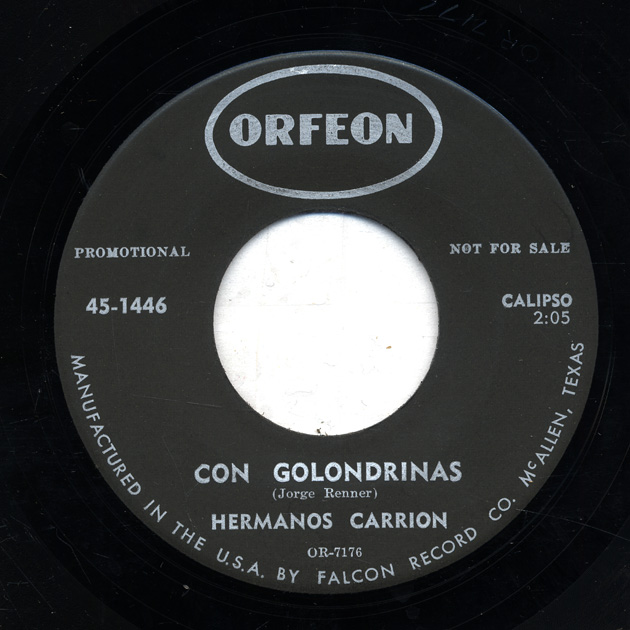 ORFEON
PROMOTIONAL
NOT FOR SALE
45-1446
CALIPSO
2:05
CON GOLONDRINAS
(Jorge Renner)
HERMANOS CARRION
OR-7176
MANUFACTURED IN THE U.S.A. BY FALCON RECORD CO. McALLEN, TEXAS